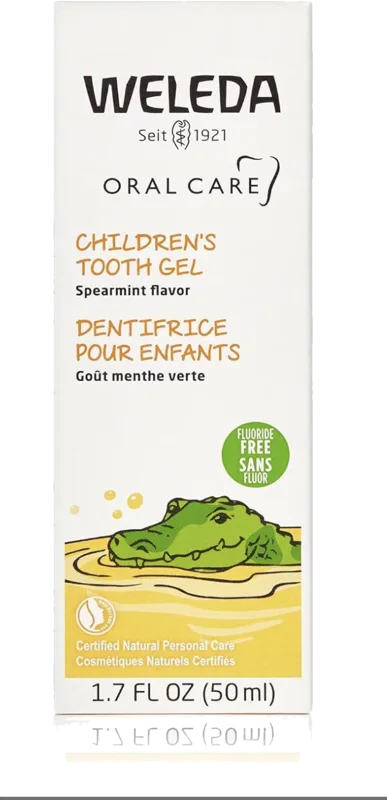 WELEDA
Seit 1921
ORAL CARE
CHILDREN'S
TOOTH GEL
Spearmint flavor
DENTIFRICE
POUR ENFANTS
Goût menthe verte
FLUORIDE
FREE
SANS
FLUOR
Certified Natural Personal Care
Cosmétiques Naturels Certifiés
1.7 FL OZ (50 ml)